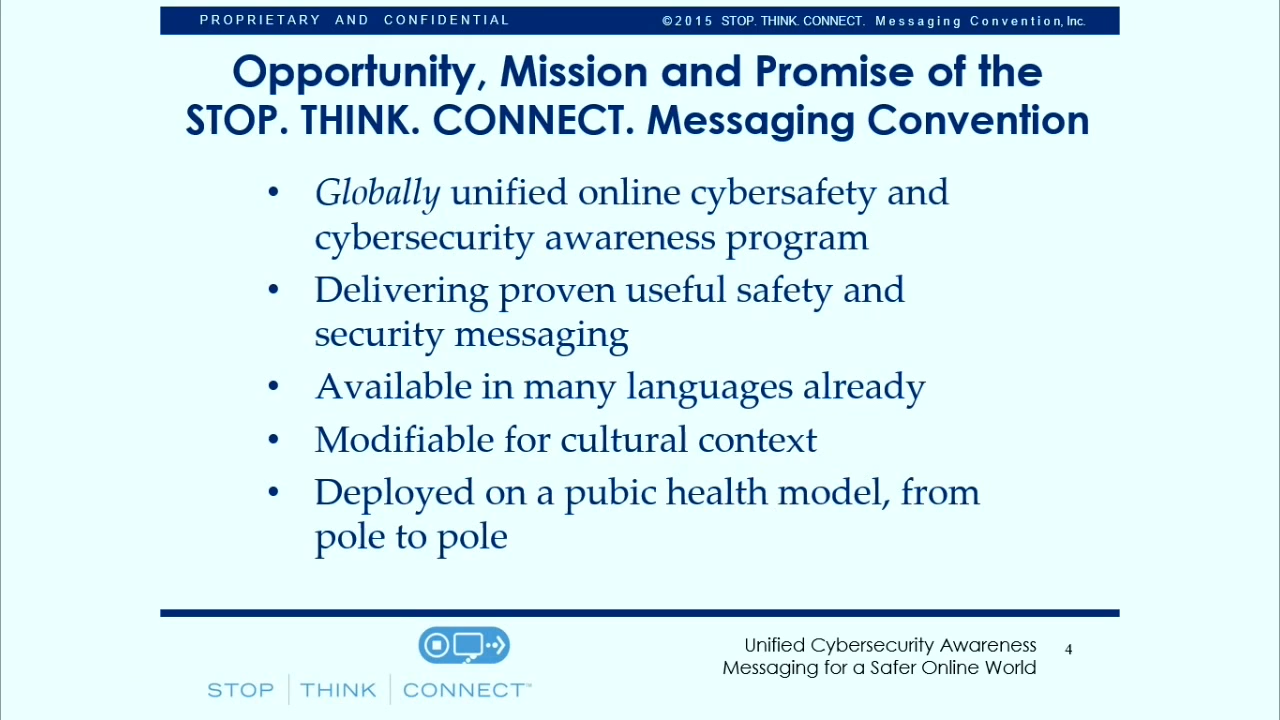 PROPRIETARY AND CONFIDENTIAL
©2015 STOP. THINK. CONNECT. Messaging Convention, Inc.
Opportunity, Mission and Promise of the
STOP. THINK. CONNECT. Messaging Convention
• Globally unified online cybersafety and
cybersecurity awareness program
• Delivering proven useful safety and
security messaging
• Available in many languages already
• Modifiable for cultural context
• Deployed on a pubic health model, from
pole to pole
STOP | THINK | CONNECT™
Unified Cybersecurity Awareness
Messaging for a Safer Online World
4